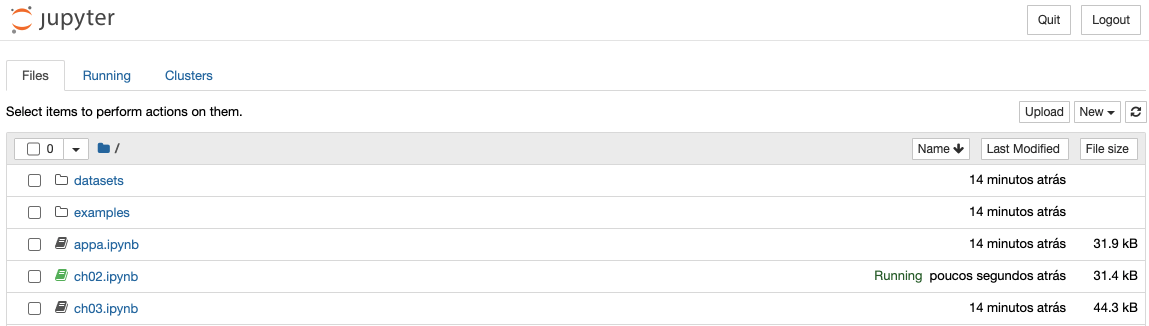 jupyter Quit Logout
Files Running Clusters
Select items to perform actions on them. Upload New
0 / Name Last Modified File size
datasets 14 minutos atrás
examples 14 minutos atrás
appa.ipynb 14 minutos atrás 31.9 kB
ch02.ipynb Running poucos segundos atrás 31.4 kB
ch03.ipynb 14 minutos atrás 44.3 kB